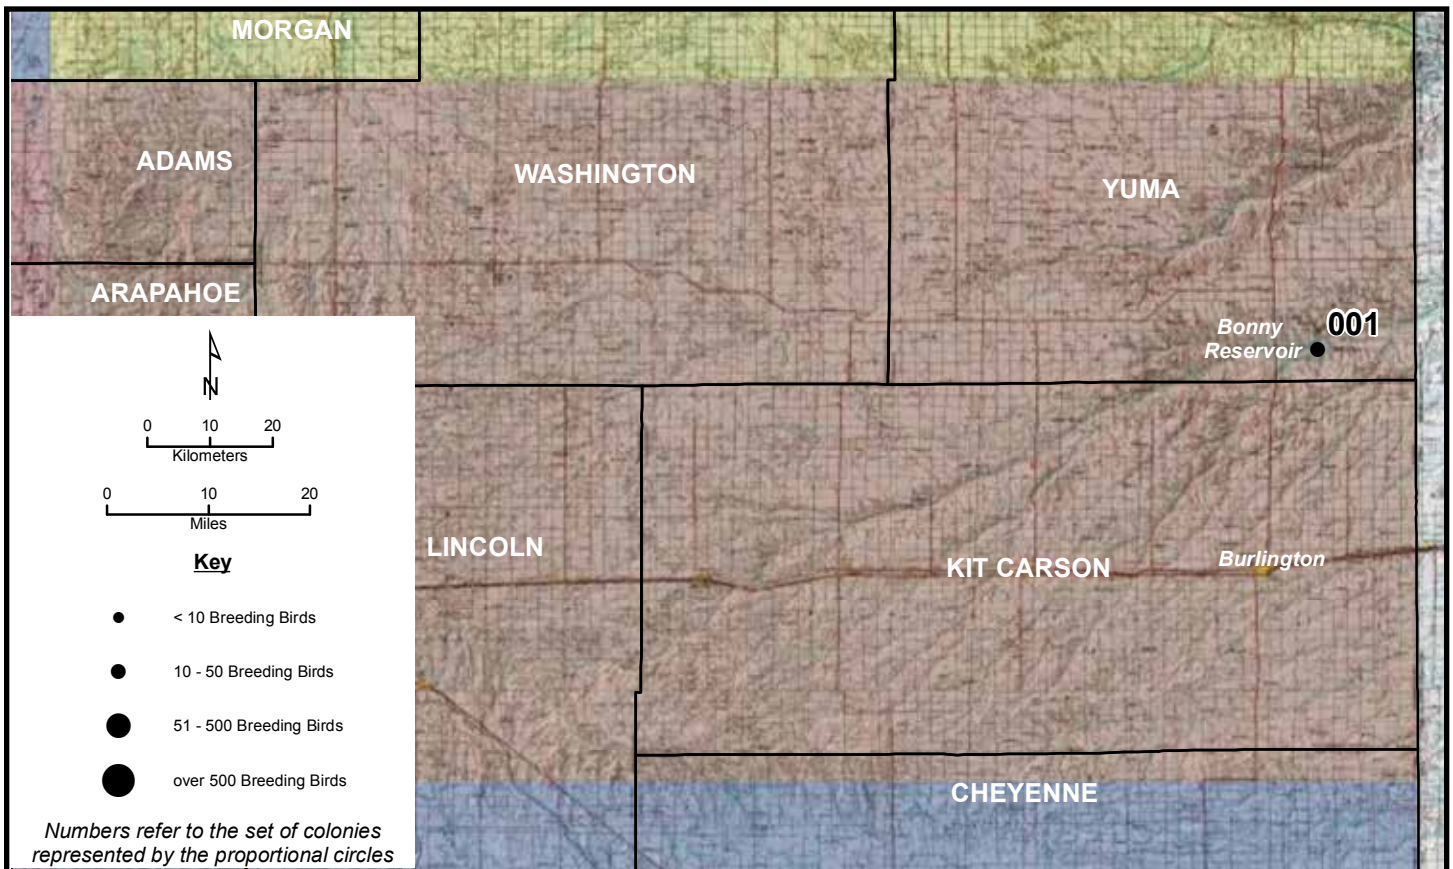 MORGAN
ADAMS
WASHINGTON
YUMA
ARAPAHOE
Bonny
Reservoir
001
N
0 10 20
Kilometers
0 10 20
Miles
Key
< 10 Breeding Birds
10 - 50 Breeding Birds
51 - 500 Breeding Birds
over 500 Breeding Birds
Numbers refer to the set of colonies
represented by the proportional circles
LINCOLN
KIT CARSON
Burlington
CHEYENNE